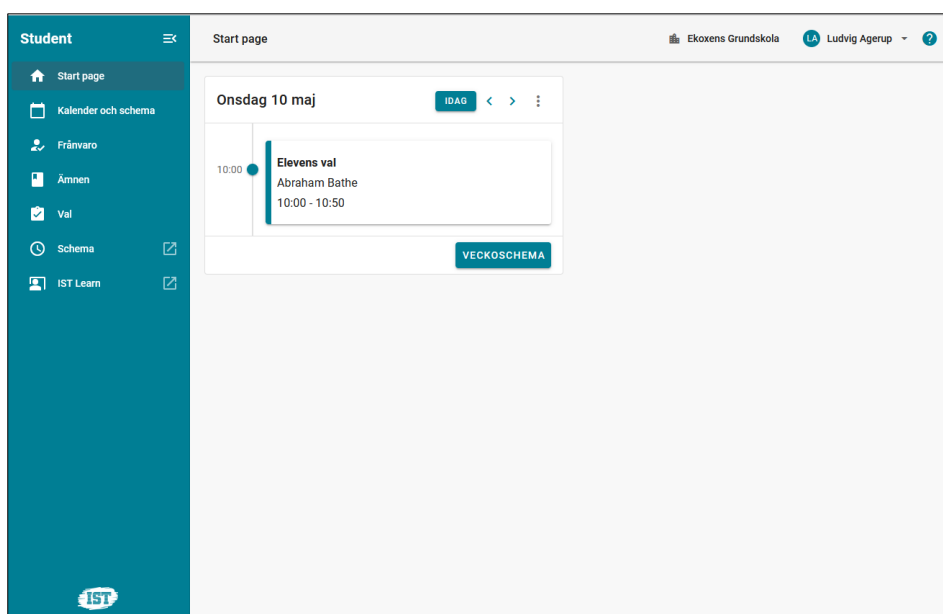 Student
Start page
Kalender och schema
Frånvaro
Ämnen
Val
Schema
IST Learn
IST
Start page
Ekoxens Grundskola
LA Ludvig Agerup
?
Onsdag 10 maj
IDAG
10:00
Elevens val
Abraham Bathe
10:00 - 10:50
VECKOSCHEMA